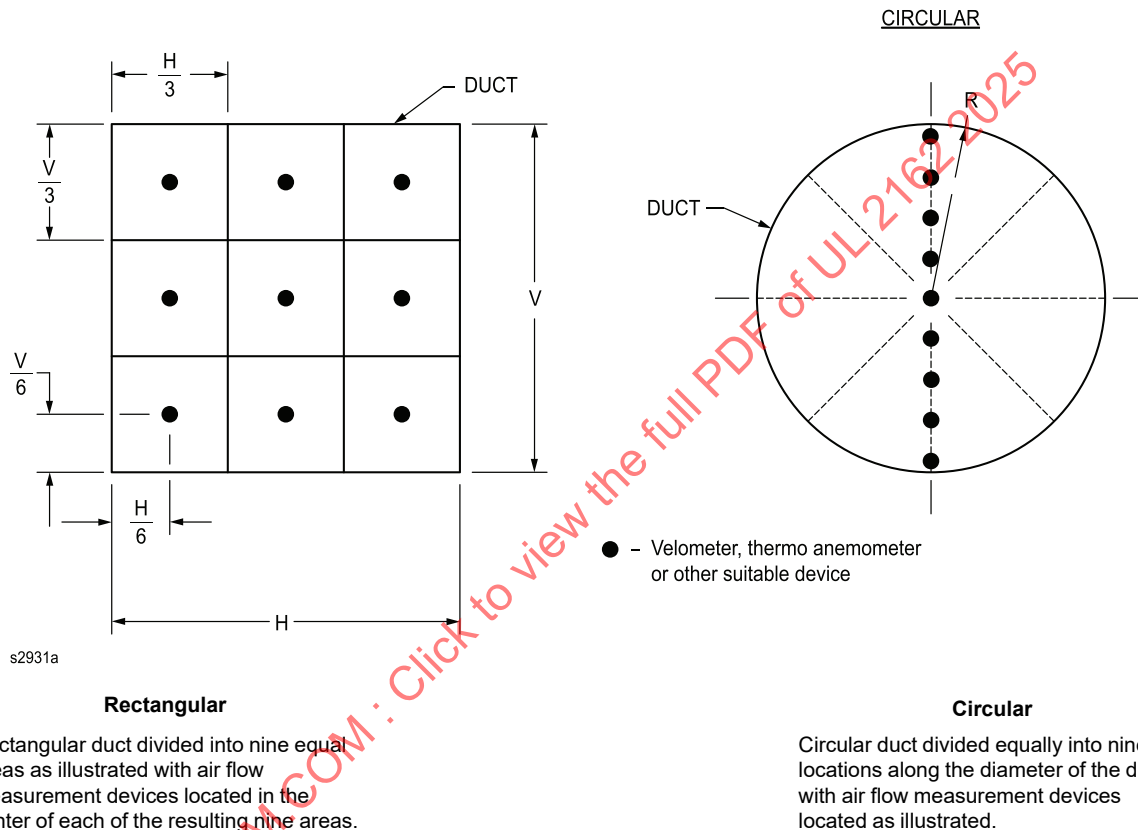 CIRCULAR
H
3
DUCT
R
V
3
DUCT
V
V
6
H
6
● – Velometer, thermo anemometer
or other suitable device
H
s2931a
Rectangular
Circular
ctangular duct divided into nine equal
eas as illustrated with air flow
easurement devices located in the
nter of each of the resulting nine areas.
Circular duct divided equally into nine
locations along the diameter of the d
with air flow measurement devices
located as illustrated.
M.COM : Click to view the full PDF of UL 2162 2025